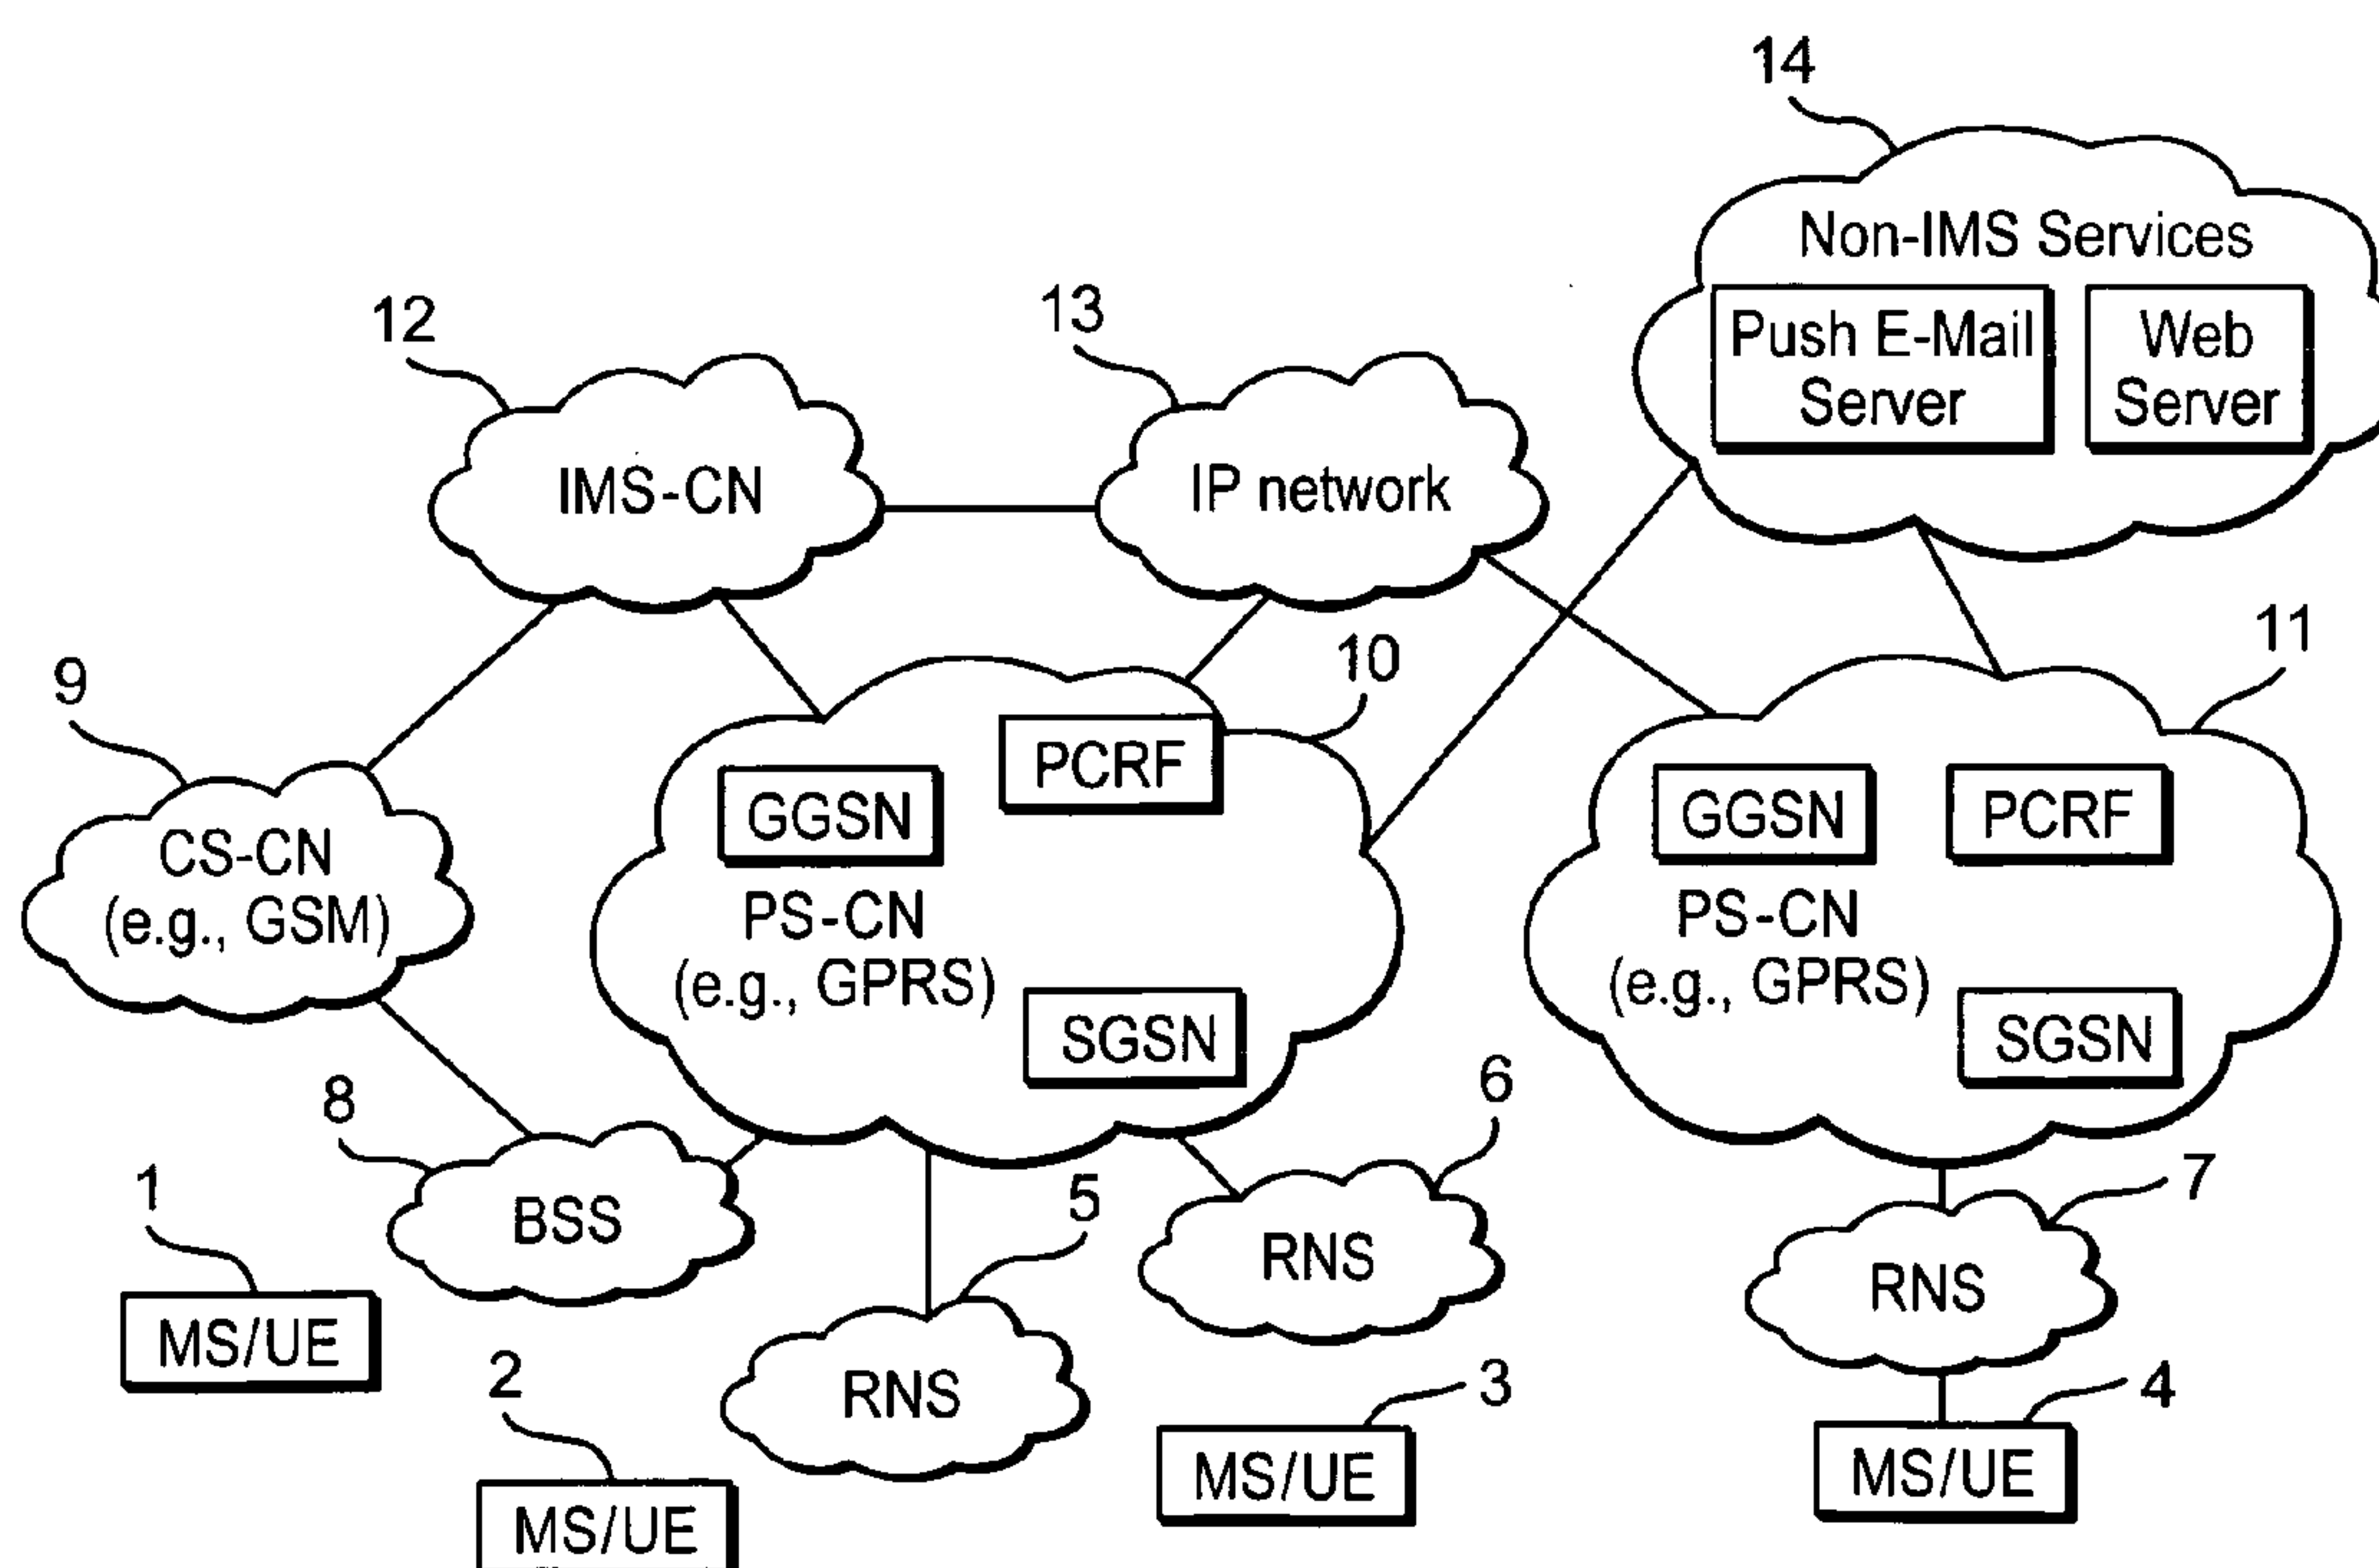 14
Non-IMS Services
Push E-Mail
Server
Web
Server
12
13
IMS-CN
IP network
11
10
9
PCRF
GGSN
GGSN
PCRF
CS-CN
(e.g., GSM)
PS-CN
(e.g., GPRS)
PS-CN
(e.g., GPRS)
SGSN
SGSN
8
6
1
5
7
BSS
RNS
RNS
MS/UE
2
RNS
3
4
MS/UE
MS/UE
MS/UE